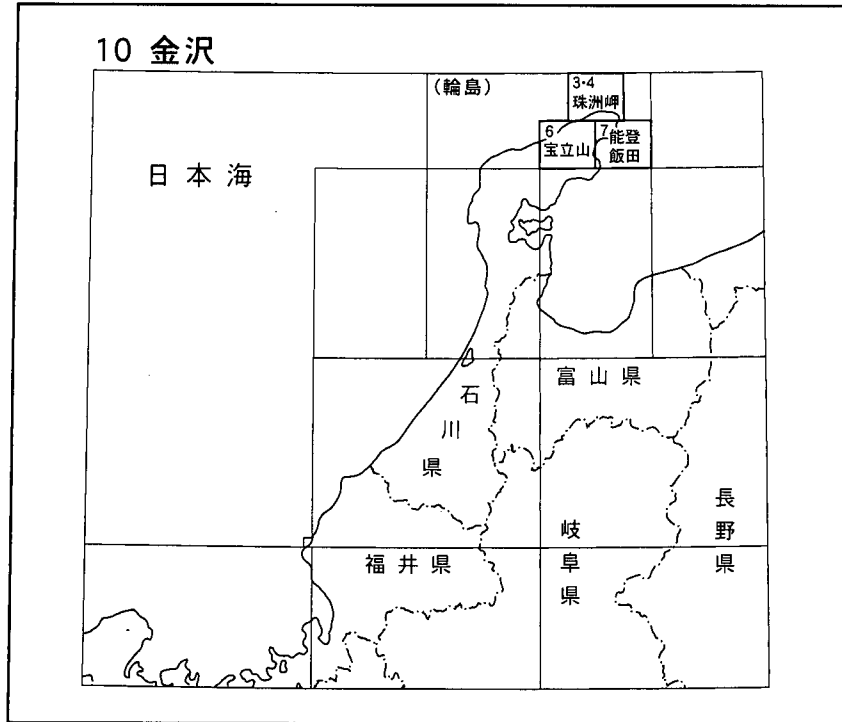 10 金沢
(輪島)
3・4
珠洲岬
6
宝立山
7 能登
飯田
日本海
富山県
石川県
長野県
岐阜県
福井県